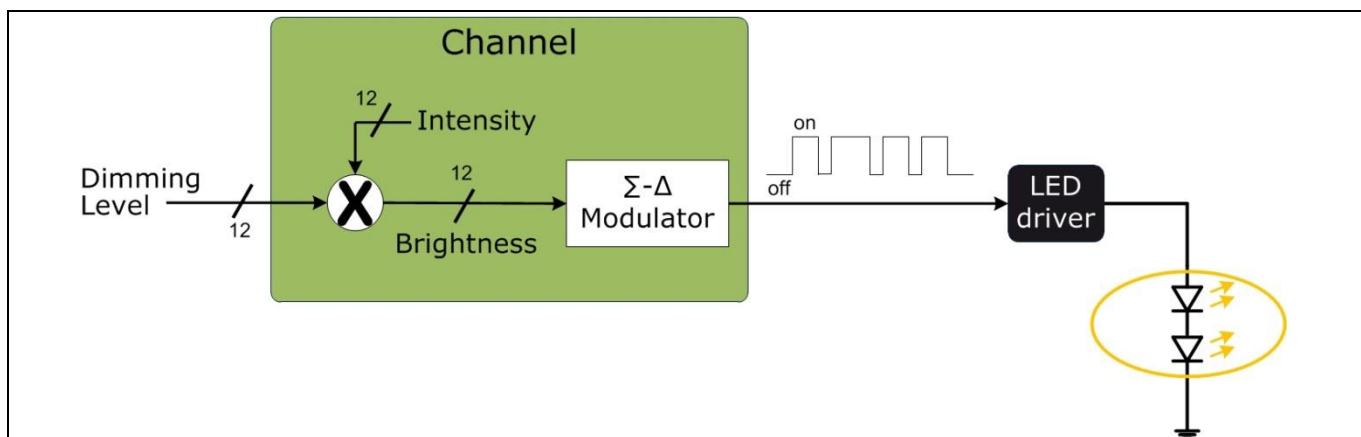 Channel
12
Intensity
on
Dimming
Level
12
X
12
Brightness
Σ-Δ
Modulator
off
LED
driver